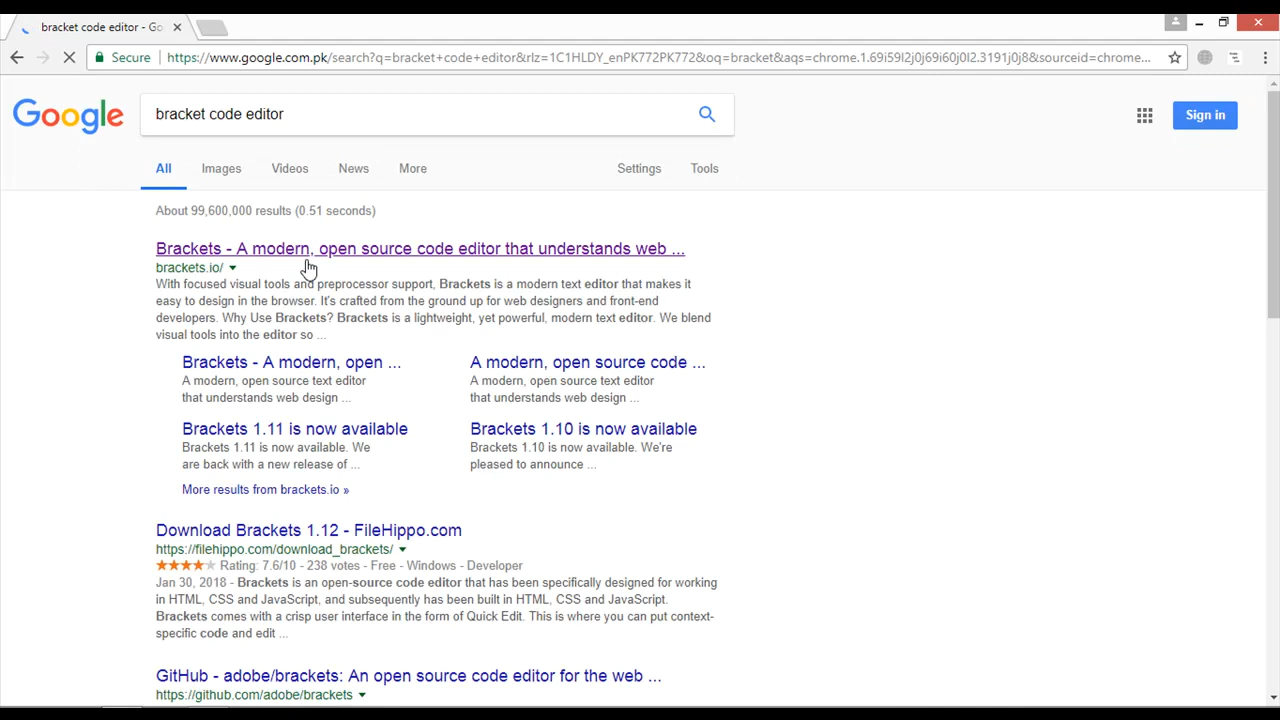 bracket code editor - Go
Secure https://www.google.com.pk/search?q=bracket+code+editor&rlz=1C1HLDY_enPK772PK772&oq=bracket&aqs=chrome.1.69i59l2j0j69i60j0l2.3191j0j8&sourceid=chrome...
Google
bracket code editor
Sign in
All Images Videos News More Settings Tools
About 99,600,000 results (0.51 seconds)
Brackets - A modern, open source code editor that understands web ...
brackets.io/
With focused visual tools and preprocessor support, Brackets is a modern text editor that makes it
easy to design in the browser. It's crafted from the ground up for web designers and front-end
developers. Why Use Brackets? Brackets is a lightweight, yet powerful, modern text editor. We blend
visual tools into the editor so ...
Brackets - A modern, open ...
A modern, open source text editor
that understands web design ...
A modern, open source code ...
A modern, open source text editor
that understands web design ...
Brackets 1.11 is now available
Brackets 1.11 is now available. We
are back with a new release of ...
Brackets 1.10 is now available
Brackets 1.10 is now available. We're
pleased to announce ...
More results from brackets.io »
Download Brackets 1.12 - FileHippo.com
https://filehippo.com/download_brackets/
Rating: 7.6/10 - 238 votes - Free - Windows - Developer
Jan 30, 2018 - Brackets is an open-source code editor that has been specifically designed for working
in HTML, CSS and JavaScript, and subsequently has been built in HTML, CSS and JavaScript.
Brackets comes with a crisp user interface in the form of Quick Edit. This is where you can put context-
specific code and edit ...
GitHub - adobe/brackets: An open source code editor for the web ...
https://github.com/adobe/brackets